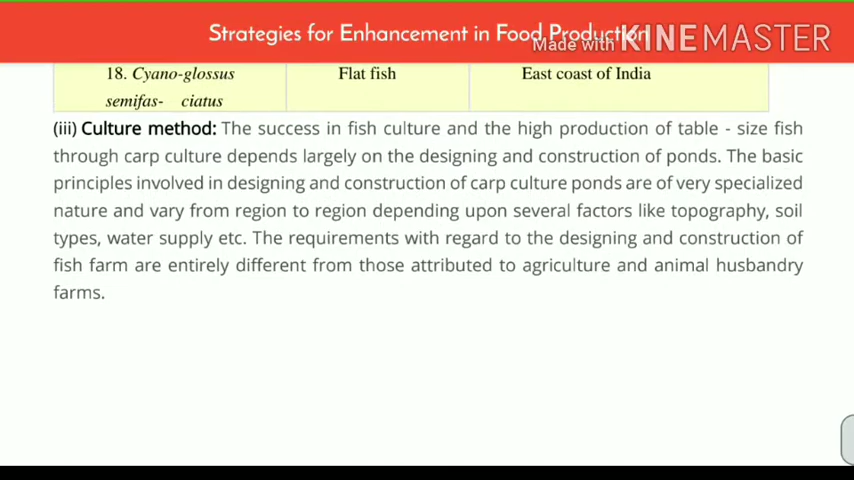 Strategies for Enhancement in Food Production
Made with KINEMASTER
18. Cyano-glossus Flat fish East coast of India
semifas- ciatus
(iii) Culture method: The success in fish culture and the high production of table - size fish
through carp culture depends largely on the designing and construction of ponds. The basic
principles involved in designing and construction of carp culture ponds are of very specialized
nature and vary from region to region depending upon several factors like topography, soil
types, water supply etc. The requirements with regard to the designing and construction of
fish farm are entirely different from those attributed to agriculture and animal husbandry
farms.